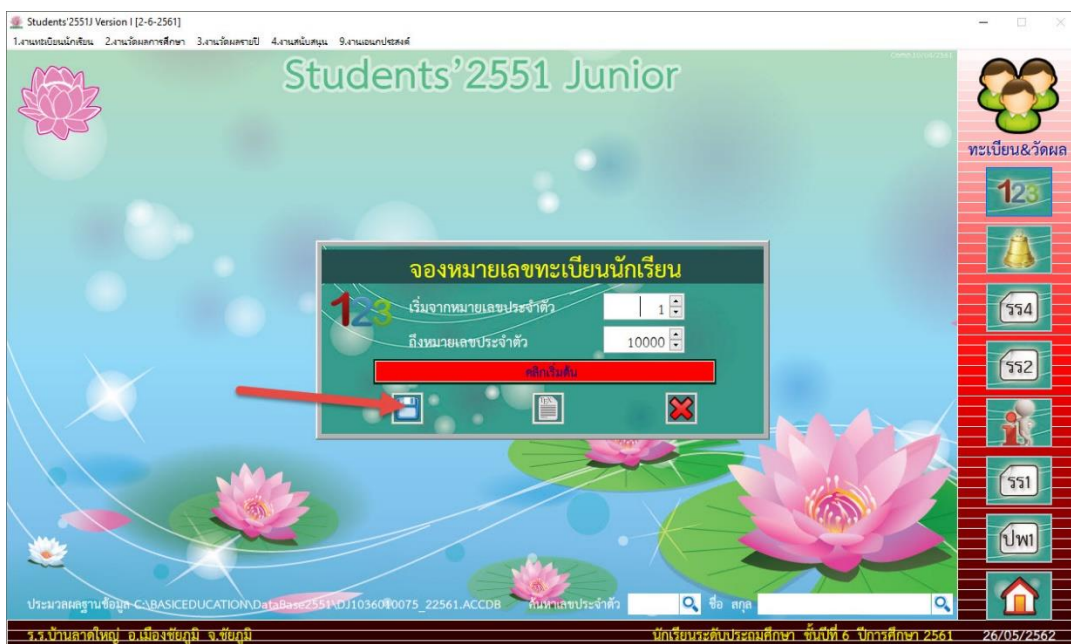 Students'2551J Version I [2-6-2561]
1.งานทะเบียนนักเรียน 2.งานวัดผลการศึกษา 3.งานวัดผลรายปี 4.งานสนับสนุน 9.งานเอนกประสงค์
Students’2551 Junior
ทะเบียน&วัดผล
123
จองหมายเลขทะเบียนนักเรียน
123
เริ่มจากหมายเลขประจำตัว 1
ถึงหมายเลขประจำตัว 10000
คลิกเริ่มต้น
รร4
รร2
รร1
ปพ1
ประมวลผลฐานข้อมูล C:\BASICEDUCATION\DataBase2551\DJ1036010075_22561.ACCDB ค้นหาเลขประจำตัว ชื่อ สกุล
ร.ร.บ้านลาดใหญ่ อ.เมืองชัยภูมิ จ.ชัยภูมิ นักเรียนระดับประถมศึกษา ชั้นปีที่ 6 ปีการศึกษา 2561 26/05/2562